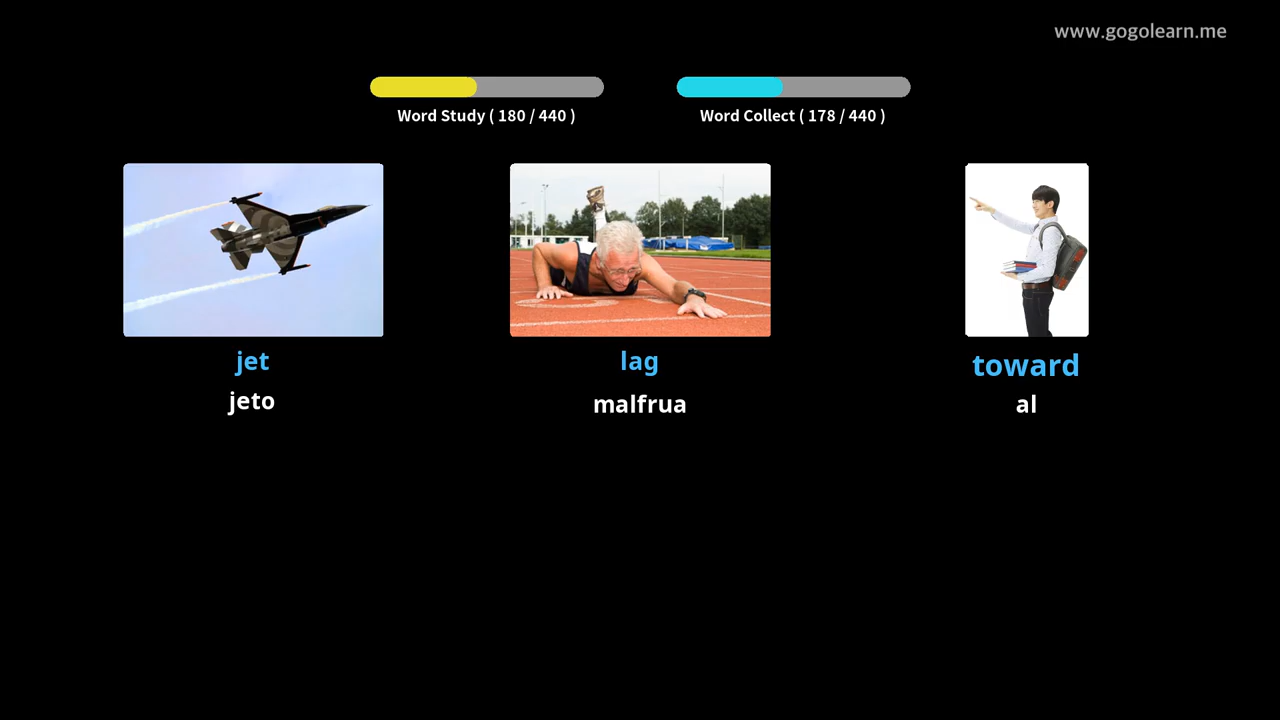 www.gogolearn.me
Word Study ( 180 / 440 )
Word Collect ( 178 / 440 )
jet
lag
toward
jeto
malfrua
al